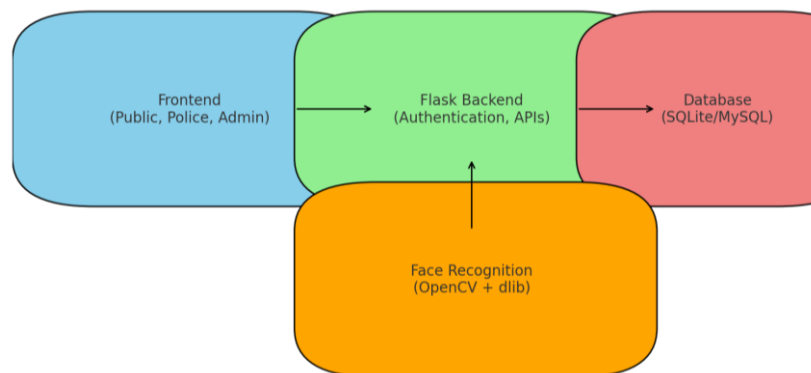 Frontend
(Public, Police, Admin)
Flask Backend
(Authentication, APIs)
Database
(SQLite/MySQL)
Face Recognition
(OpenCV + dlib)